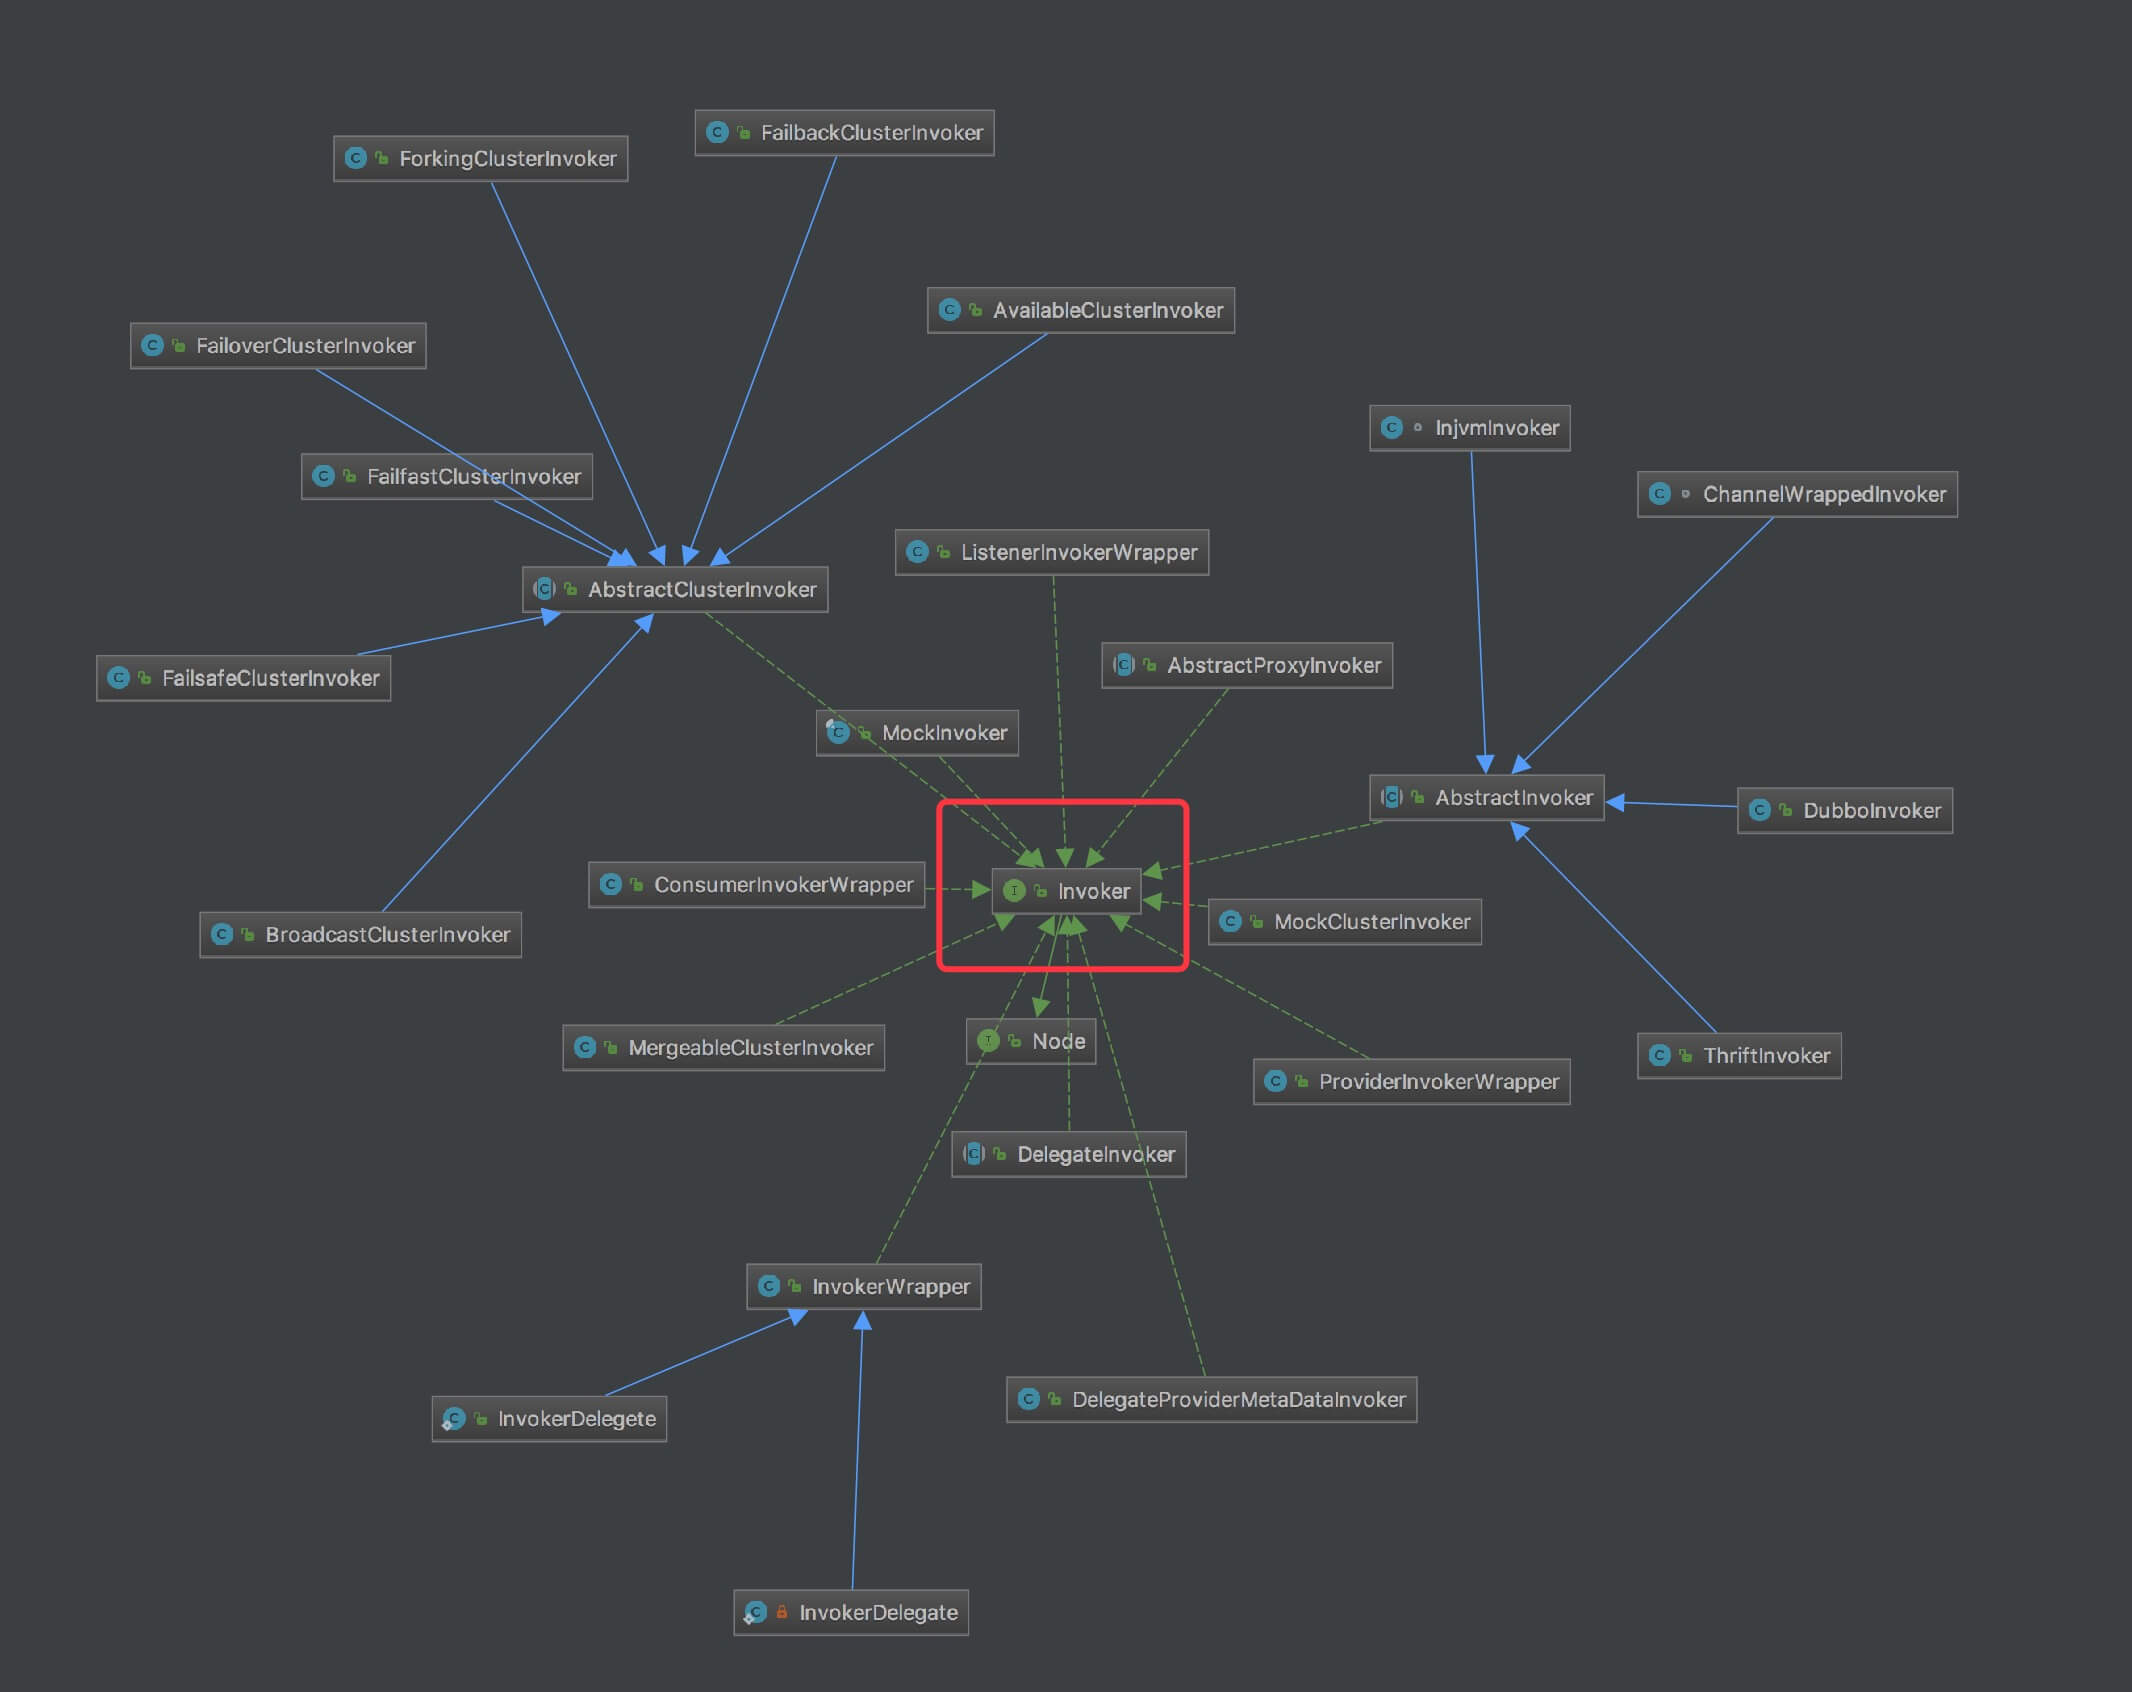 FailbackClusterInvoker
ForkingClusterInvoker
AvailableClusterInvoker
FailoverClusterInvoker
InjvmInvoker
FailfastClusterInvoker
ChannelWrappedInvoker
ListenerInvokerWrapper
AbstractClusterInvoker
AbstractProxyInvoker
FailsafeClusterInvoker
MockInvoker
AbstractInvoker
DubboInvoker
ConsumerInvokerWrapper
Invoker
MockClusterInvoker
BroadcastClusterInvoker
Node
MergeableClusterInvoker
ThriftInvoker
ProviderInvokerWrapper
DelegateInvoker
InvokerWrapper
DelegateProviderMetaDataInvoker
InvokerDelegete
InvokerDelegate